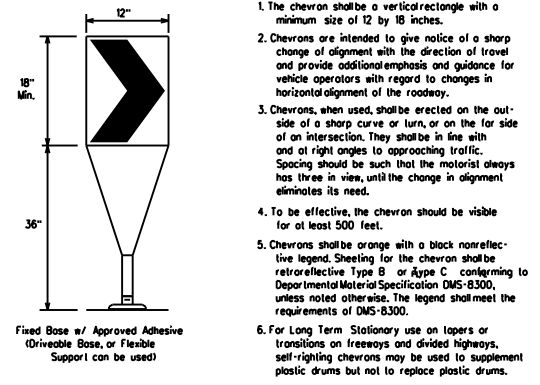 12"
18"
Min.
36"
Fixed Base w/ Approved Adhesive
(Driveable Base, or Flexible
Support can be used)
1. The chevron shall be a vertical rectangle with a
minimum size of 12 by 18 inches.
2. Chevrons are intended to give notice of a sharp
change of alignment with the direction of travel
and provide additional emphasis and guidance for
vehicle operators with regard to changes in
horizontal alignment of the roadway.
3. Chevrons, when used, shall be erected on the out-
side of a sharp curve or turn, or on the far side
of an intersection. They shall be in line with
and at right angles to approaching traffic.
Spacing should be such that the motorist always
has three in view, until the change in alignment
eliminates its need.
4. To be effective, the chevron should be visible
for at least 500 feet.
5. Chevrons shall be orange with a black nonreflec-
tive legend. Sheeting for the chevron shall be
retroreflective Type B or Type C conforming to
Departmental Material Specification DMS-8300,
unless noted otherwise. The legend shall meet the
requirements of DMS-8300.
6. For Long Term Stationary use on tapers or
transitions on freeways and divided highways,
self-righting chevrons may be used to supplement
plastic drums but not to replace plastic drums.